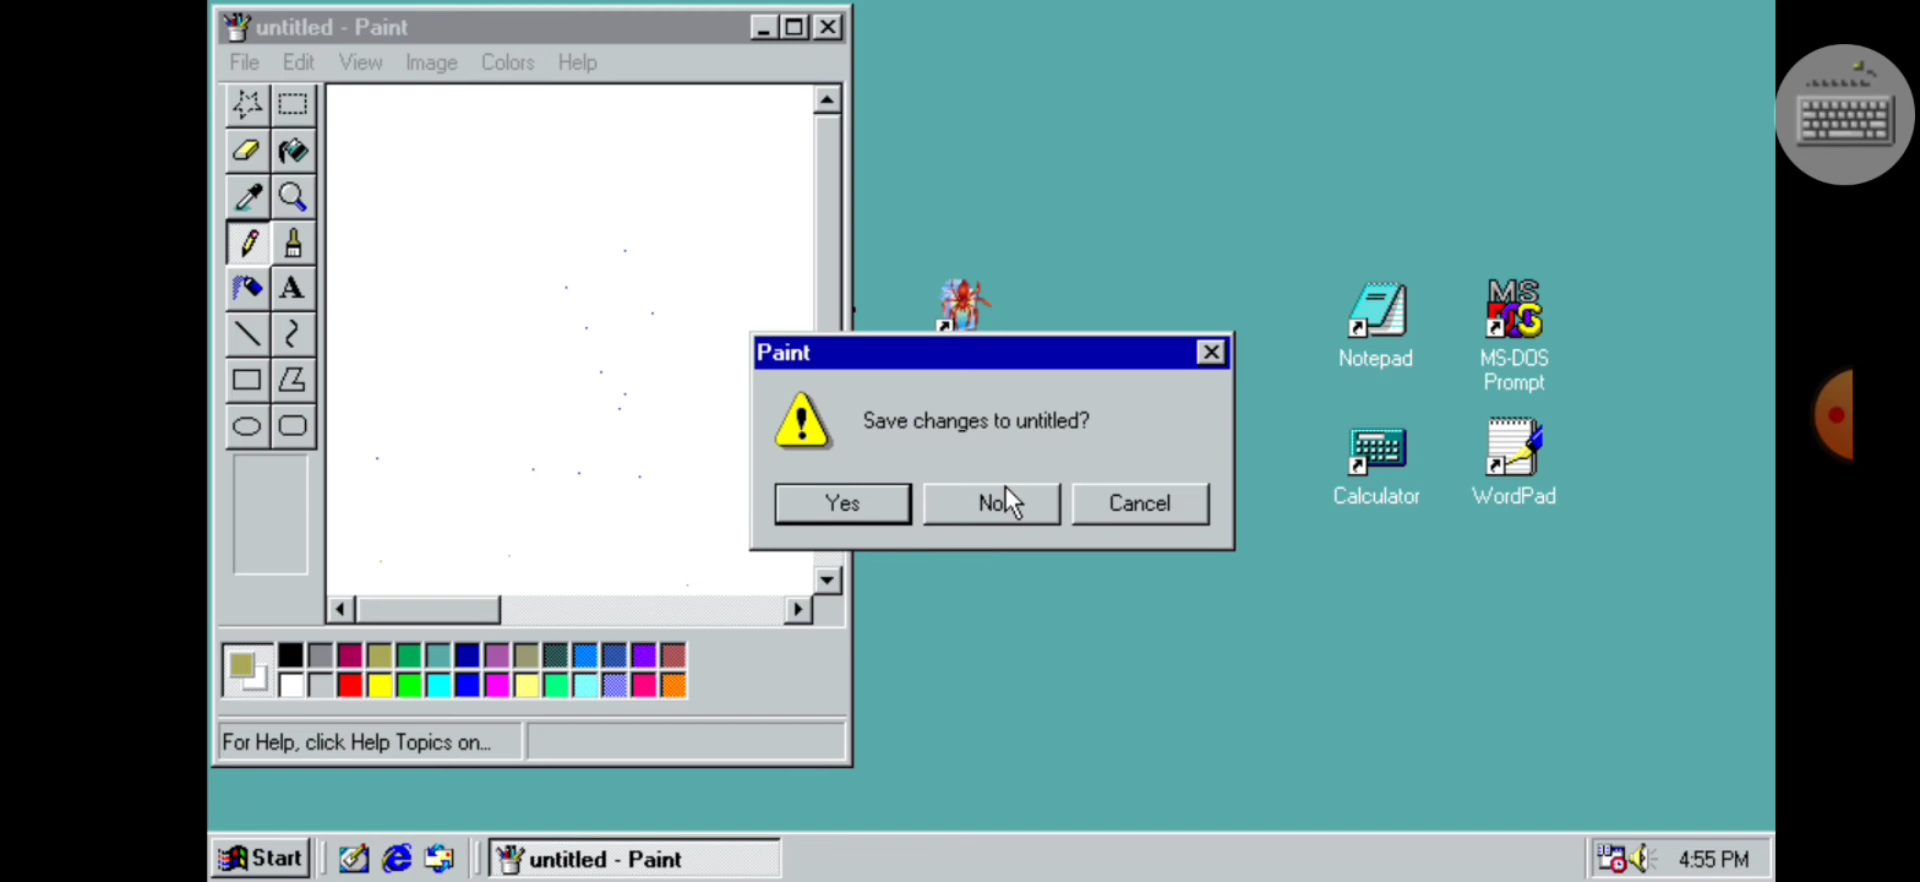 untitled - Paint
File Edit View Image Colors Help
A
Paint
Save changes to untitled?
Yes No Cancel
Notepad
MS-DOS
Prompt
Calculator
WordPad
For Help, click Help Topics on...
Start
untitled - Paint
4:55 PM